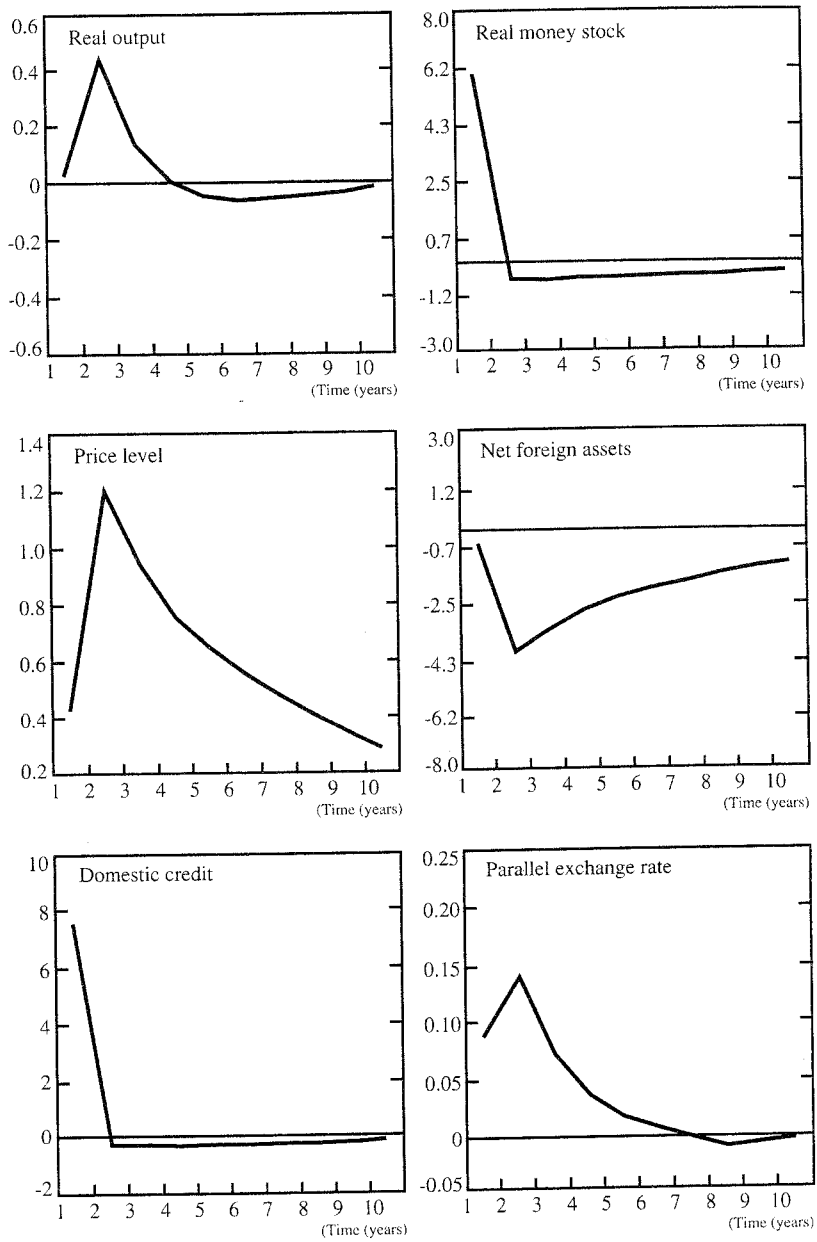 Real output
0.6
0.4
0.2
0
-0.2
-0.4
-0.6
1 2 3 4 5 6 7 8 9 10
(Time (years)
Real money stock
8.0
6.2
4.3
2.5
0.7
-1.2
-3.0
1 2 3 4 5 6 7 8 9 10
(Time (years)
Price level
1.4
1.2
1.0
0.8
0.6
0.4
0.2
1 2 3 4 5 6 7 8 9 10
(Time (years)
Net foreign assets
3.0
1.2
-0.7
-2.5
-4.3
-6.2
-8.0
1 2 3 4 5 6 7 8 9 10
(Time (years)
Domestic credit
10
8
6
4
2
0
-2
1 2 3 4 5 6 7 8 9 10
(Time (years)
Parallel exchange rate
0.25
0.20
0.15
0.10
0.05
0
-0.05
1 2 3 4 5 6 7 8 9 10
(Time (years)